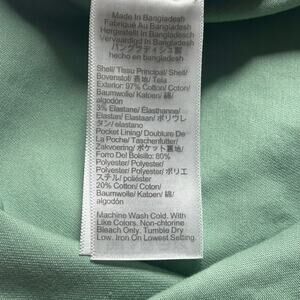 Made In Bangladesh
Fabriqué Au Bangladesh
Hergestellt In Bangladesh
Vervaardigd In Bangladesh
バングラディシュ製
hecho en bangladesh
Shell/ Tissu Principal/ Shell/
Bovenstof/ 表地/ Tela
Exterior: 97% Cotton/ Coton/
Baumwolle/ Katoen/ 綿/
algodón
3% Elastane/ Élasthanne/
Elastan/ Elastaan/ ポリウレ
タン/ elastano
Pocket Lining/ Doublure De
La Poche/ Taschenfutter/
Zakvoering/ ポケット裏地/
Forro Del Bolsillo: 80%
Polyester/ Polyester/
Polyester/ Polyester/ ポリエ
ステル/ poliéster
20% Cotton/ Coton/
Baumwolle/ Katoen/ 綿/
algodón
Machine Wash Cold. With
Like Colors. Non-chlorine
Bleach Only. Tumble Dry
Low. Iron On Lowest Setting